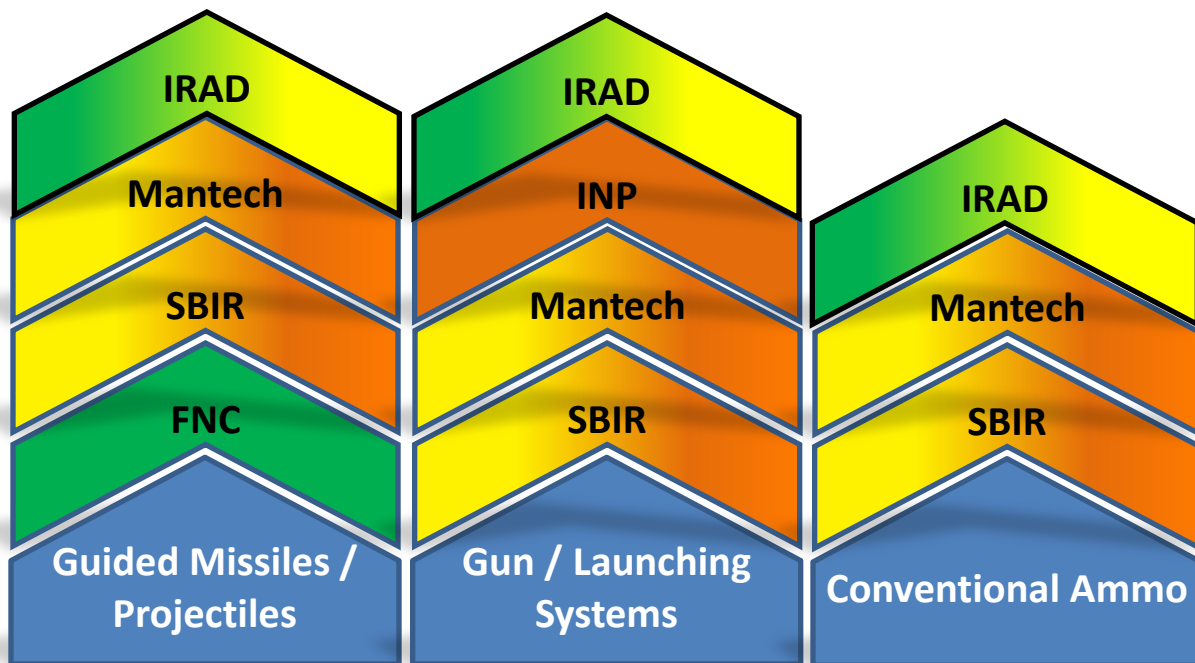 IRAD
Mantech
SBIR
FNC
Guided Missiles /
Projectiles
IRAD
INP
Mantech
SBIR
Gun / Launching
Systems
IRAD
Mantech
SBIR
Conventional Ammo